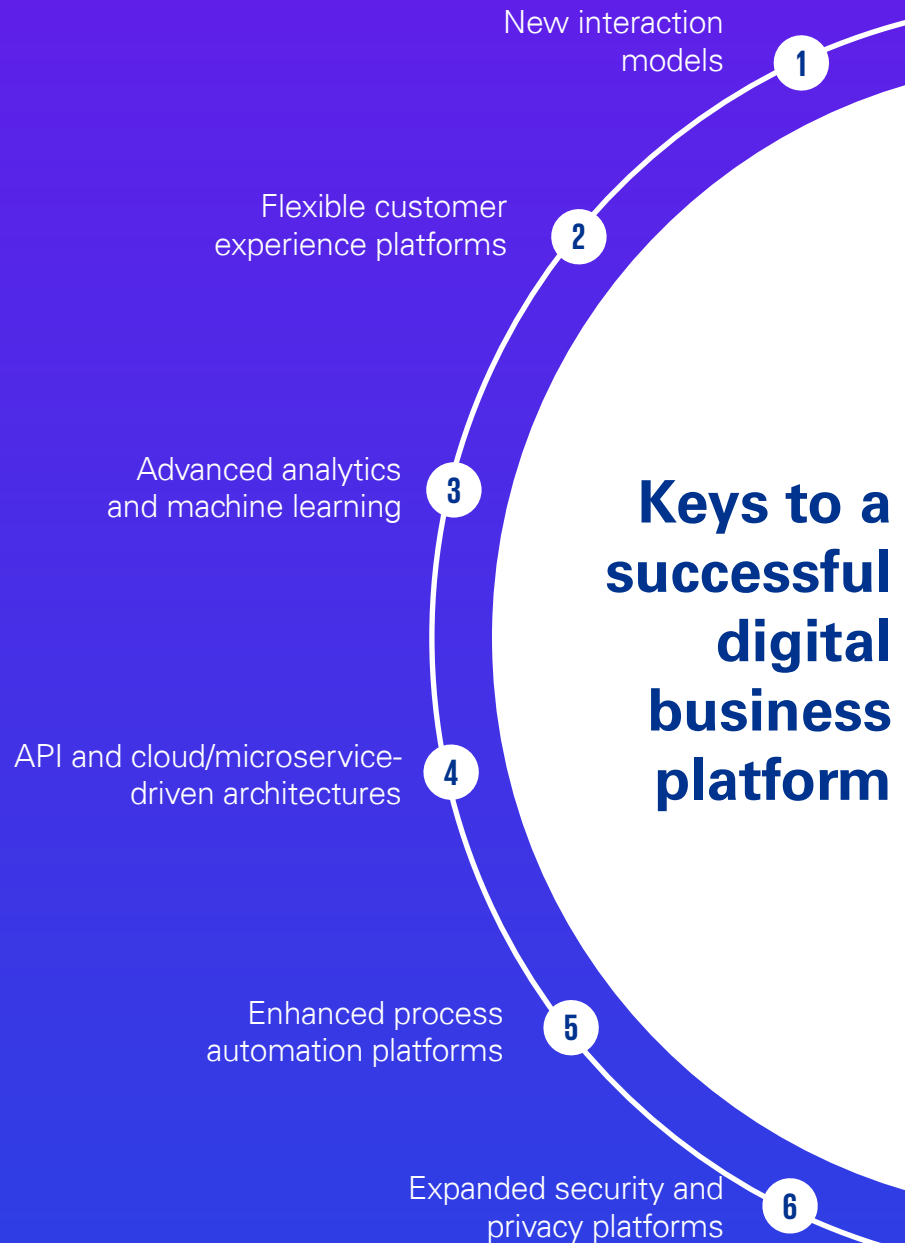 New interaction
models
1
Flexible customer
experience platforms
2
Advanced analytics
and machine learning
3
Keys to a
successful
digital
business
platform
API and cloud/microservice-
driven architectures
4
Enhanced process
automation platforms
5
Expanded security and
privacy platforms
6